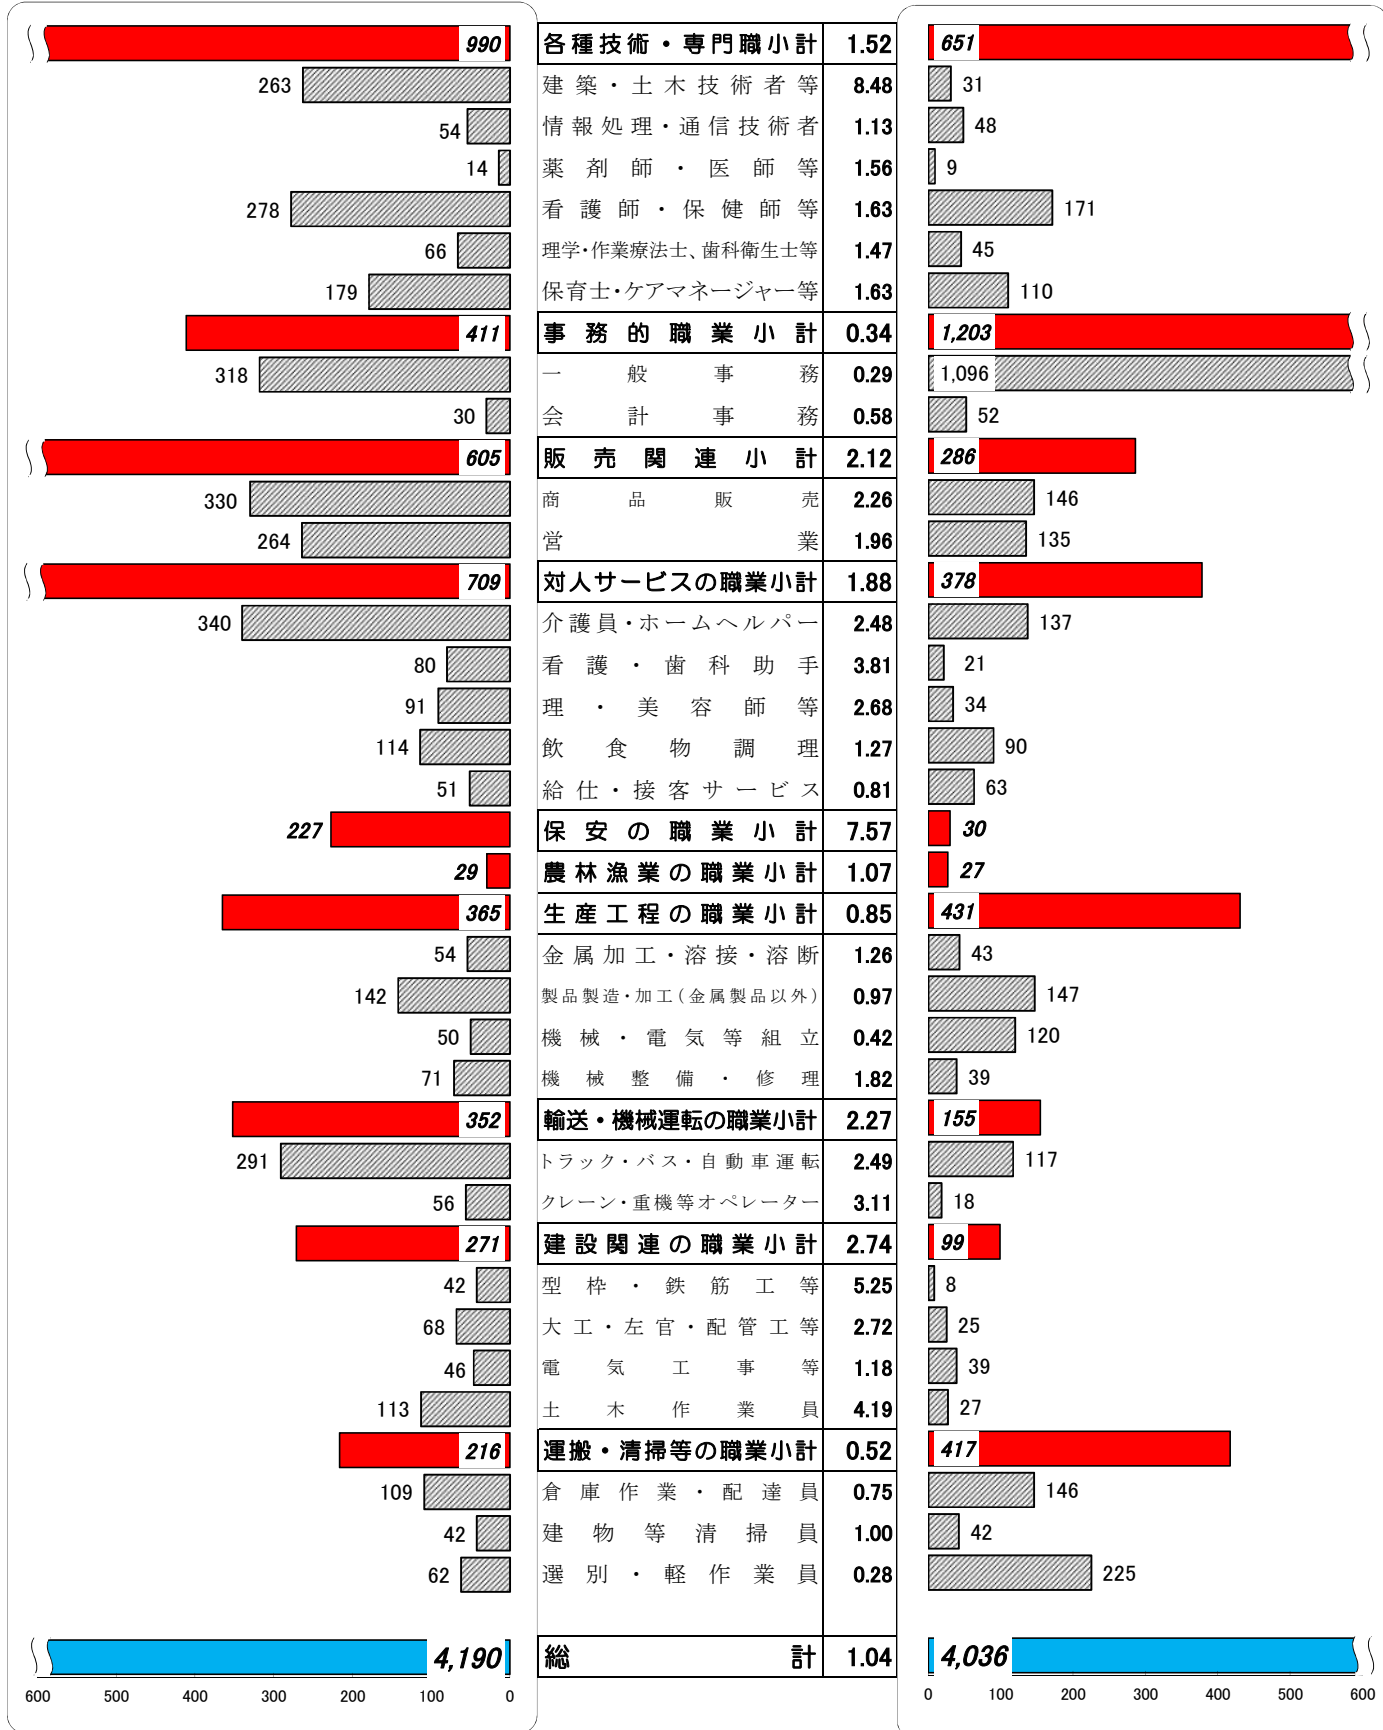 990 各種技術・専門職小計 1.52 651
263 建築・土木技術者等 8.48 31
54 情報処理・通信技術者 1.13 48
14 薬剤師・医師等 1.56 9
278 看護師・保健師等 1.63 171
66 理学・作業療法士、歯科衛生士等 1.47 45
179 保育士・ケアマネージャー等 1.63 110
411 事務的職業小計 0.34 1,203
318 一般事務 0.29 1,096
30 会計事務 0.58 52
605 販売関連小計 2.12 286
330 商品販売 2.26 146
264 営業 1.96 135
709 対人サービスの職業小計 1.88 378
340 介護員・ホームヘルパー 2.48 137
80 看護・歯科助手 3.81 21
91 理・美容師等 2.68 34
114 飲食物調理 1.27 90
51 給仕・接客サービス 0.81 63
227 保安の職業小計 7.57 30
29 農林漁業の職業小計 1.07 27
365 生産工程の職業小計 0.85 431
54 金属加工・溶接・溶断 1.26 43
142 製品製造・加工(金属製品以外) 0.97 147
50 機械・電気等組立 0.42 120
71 機械整備・修理 1.82 39
352 輸送・機械運転の職業小計 2.27 155
291 トラック・バス・自動車運転 2.49 117
56 クレーン・重機等オペレーター 3.11 18
271 建設関連の職業小計 2.74 99
42 型枠・鉄筋工等 5.25 8
68 大工・左官・配管工等 2.72 25
46 電気工事等 1.18 39
113 土木作業員 4.19 27
216 運搬・清掃等の職業小計 0.52 417
109 倉庫作業・配達員 0.75 146
42 建物等清掃員 1.00 42
62 選別・軽作業員 0.28 225
4,190 総計 1.04 4,036
600 500 400 300 200 100 0 0 100 200 300 400 500 600